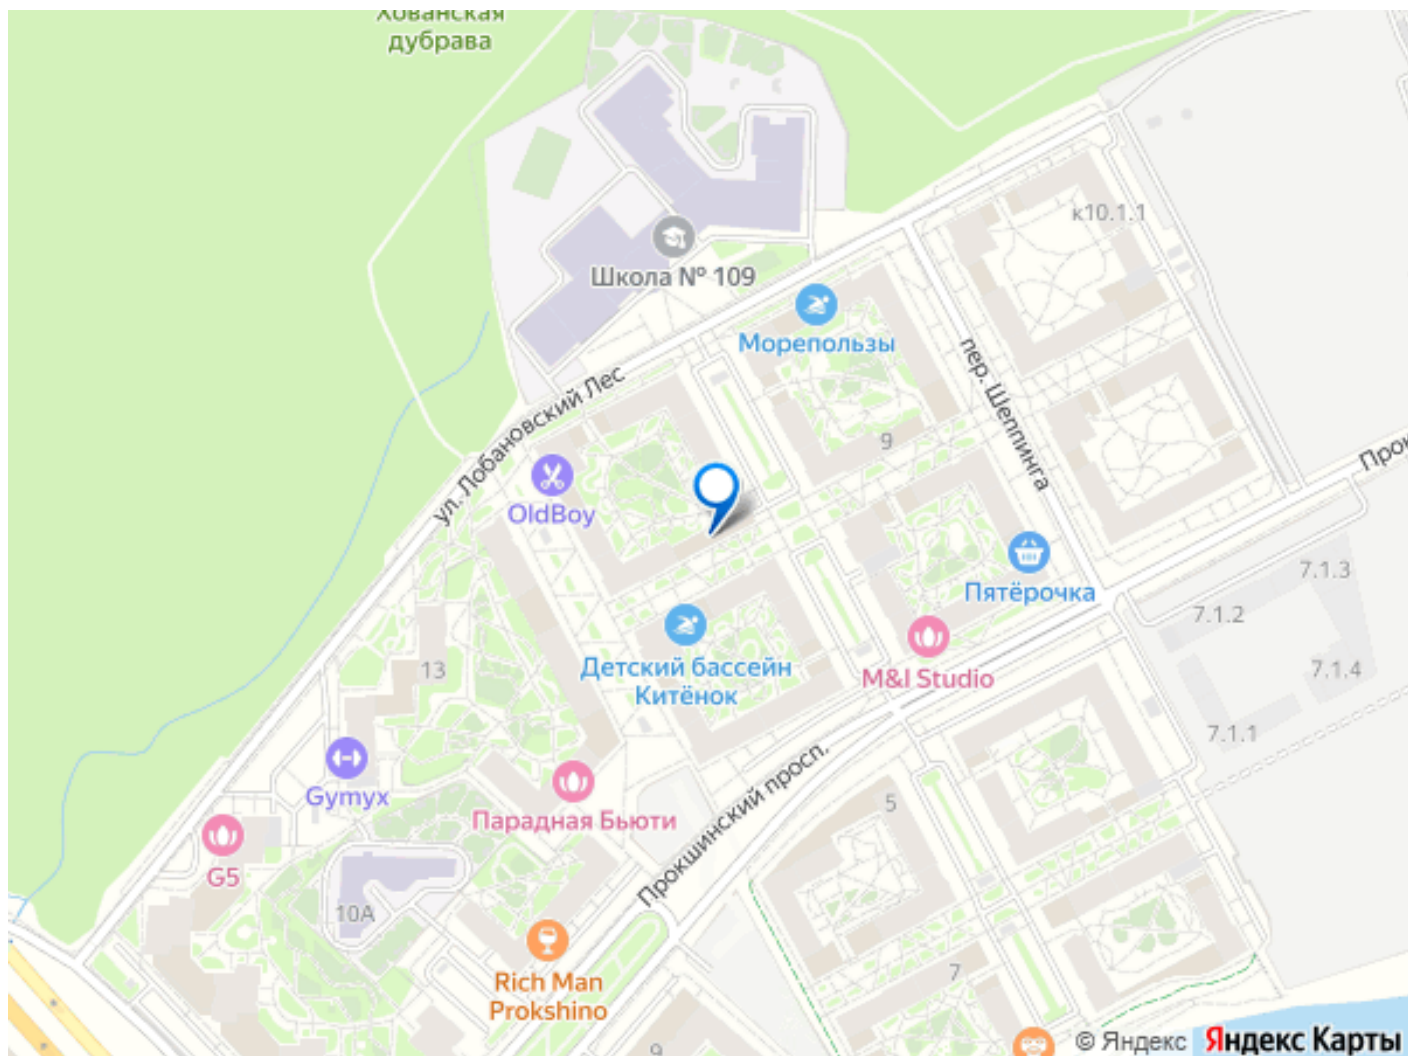 Хованская
дубрава
к10.1.1
Школа № 109
Морепользы
пер. Шеппинга
ул. Лобановский Лес
9
OldBoy
Пятёрочка
7.1.3
7.1.2
7.1.4
7.1.1
M&I Studio
Детский бассейн
Китёнок
13
Gymyx
Парадная Бьюти
Прокшинский просп.
5
G5
10А
Rich Man
Prokshino
7
9
© Яндекс Яндекс Карты